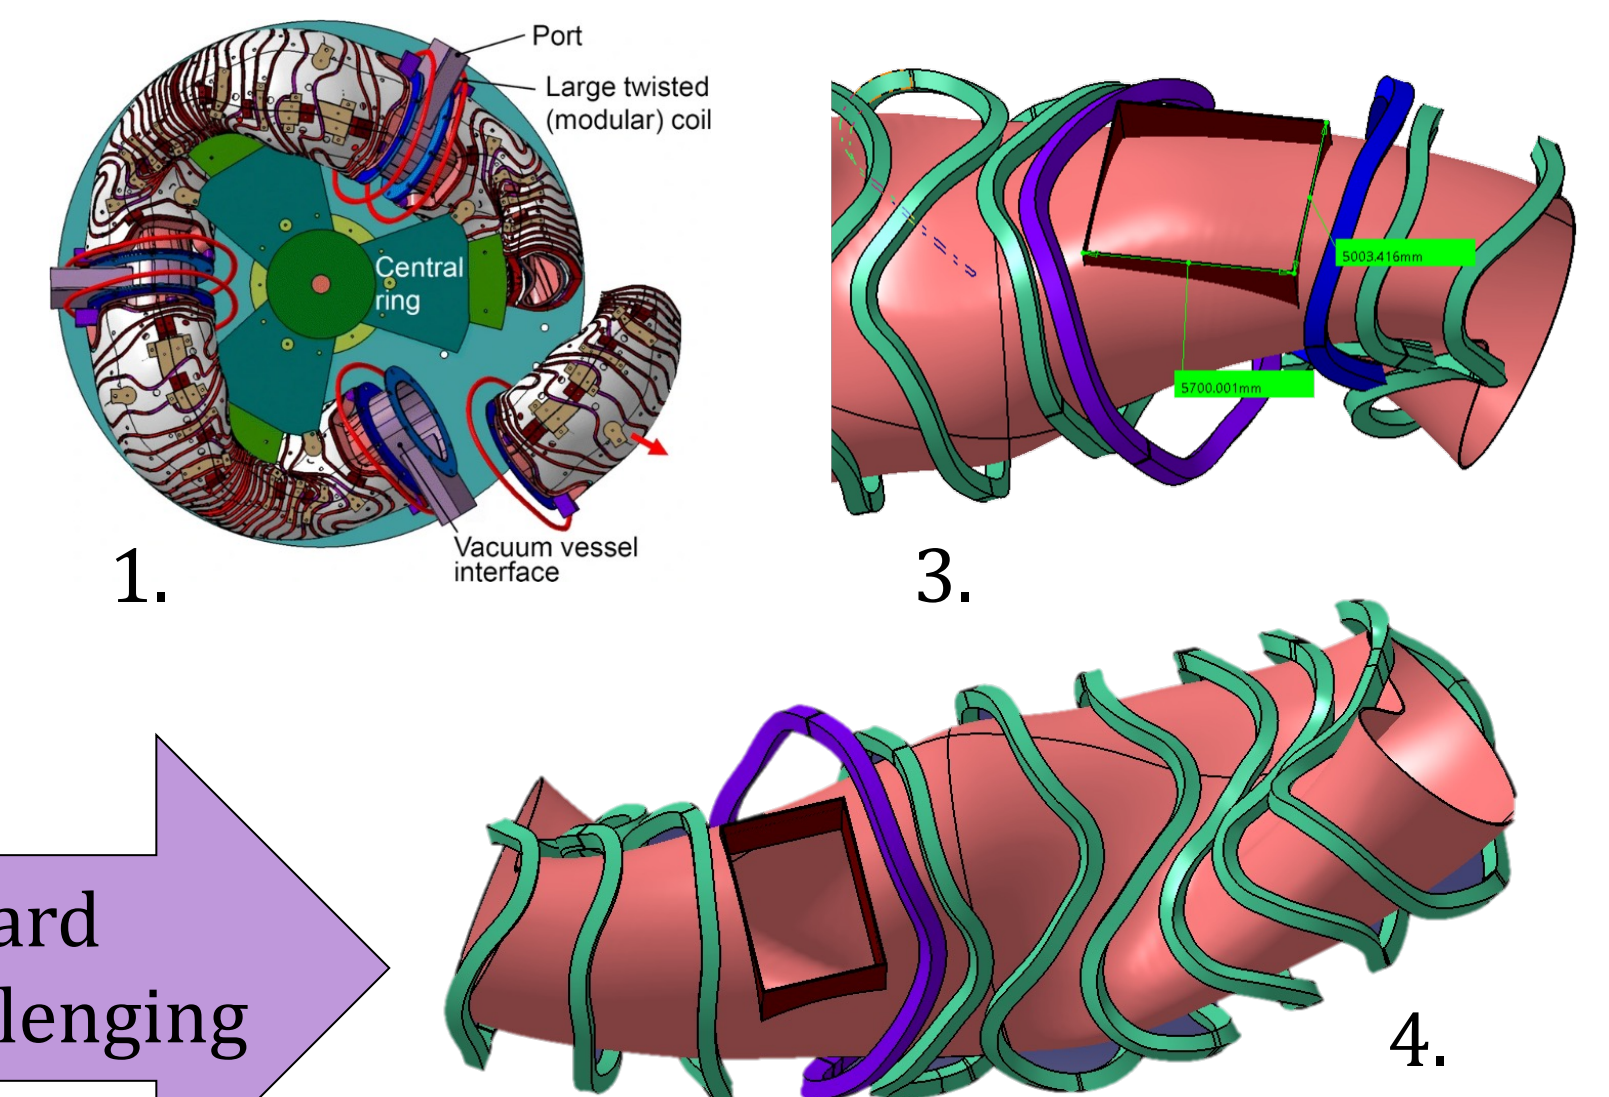 Port
Large twisted
(modular) coil
Central
ring
Vacuum vessel
interface
1.
5003.416mm
5700.001mm
3.
ard
lenging
4.